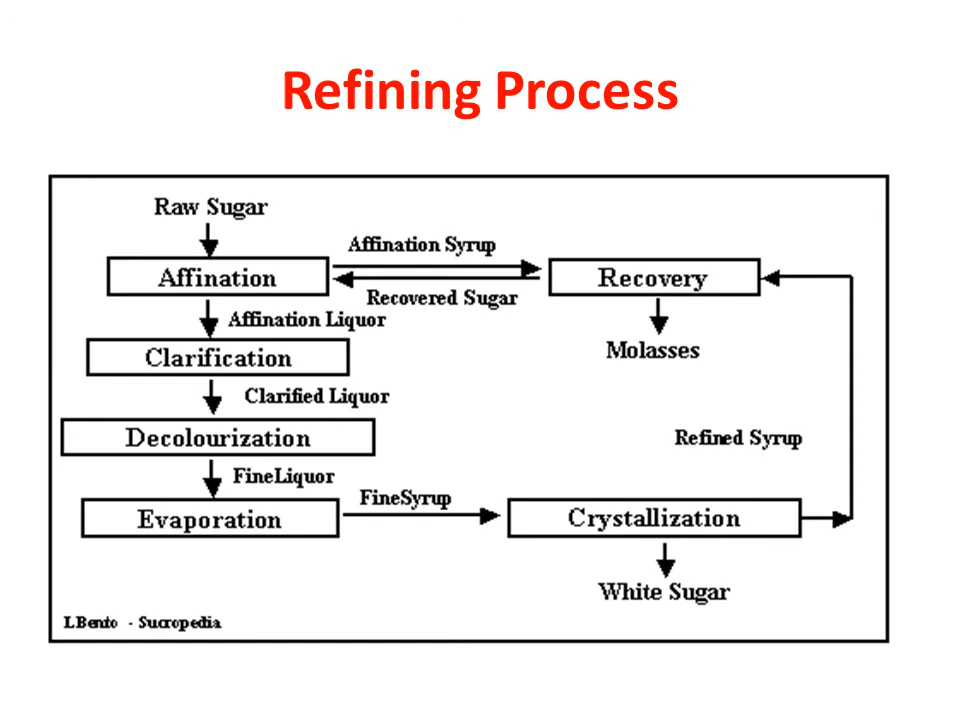 Refining Process
Raw Sugar
Affination Syrup
Affination
Recovery
Recovered Sugar
Affination Liquor
Molasses
Clarification
Clarified Liquor
Decolourization
Refined Syrup
FineLiquor
FineSyrup
Evaporation
Crystallization
White Sugar
LBento - Sucropedia